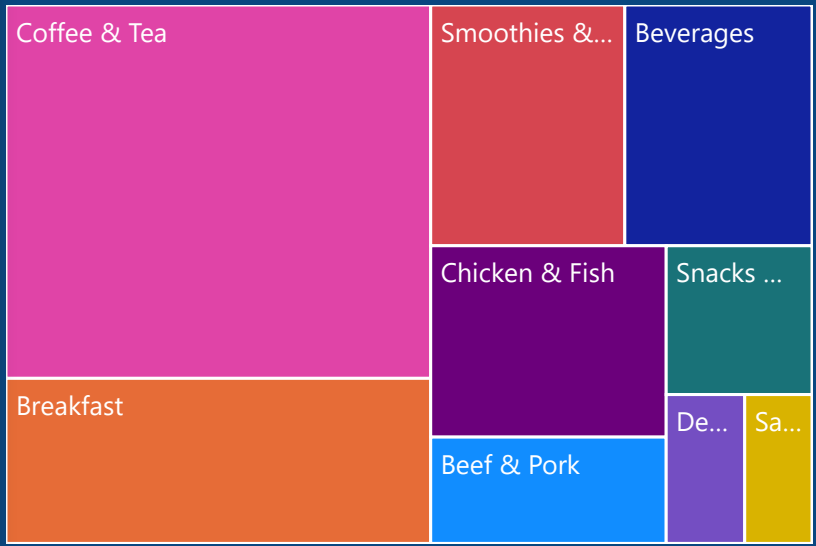 Coffee & Tea
Smoothies &...
Beverages
Chicken & Fish
Snacks ...
Breakfast
De...
Sa...
Beef & Pork